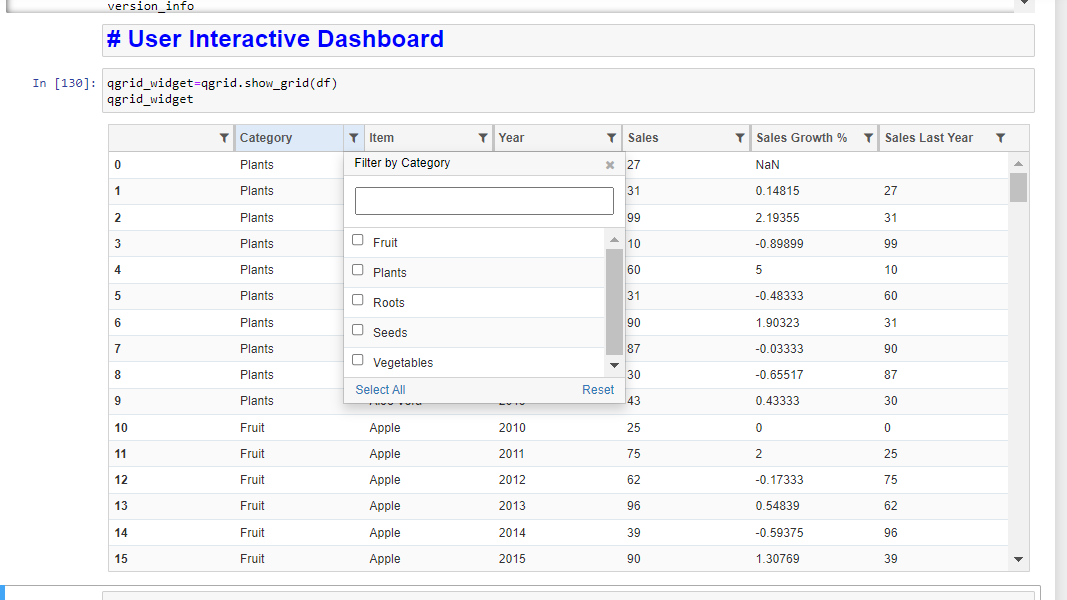 version_info
# User Interactive Dashboard
In [130]: qgrid_widget=qgrid.show_grid(df)
qgrid_widget
Category Item Year Sales Sales Growth % Sales Last Year
Filter by Category ×
Fruit
Plants
Roots
Seeds
Vegetables
Select All Reset
0 Plants 27 NaN
1 Plants 31 0.14815 27
2 Plants 99 2.19355 31
3 Plants 10 -0.89899 99
4 Plants 60 5 10
5 Plants 31 -0.48333 60
6 Plants 90 1.90323 31
7 Plants 87 -0.03333 90
8 Plants 30 -0.65517 87
9 Plants 43 0.43333 30
10 Fruit Apple 2010 25 0 0
11 Fruit Apple 2011 75 2 25
12 Fruit Apple 2012 62 -0.17333 75
13 Fruit Apple 2013 96 0.54839 62
14 Fruit Apple 2014 39 -0.59375 96
15 Fruit Apple 2015 90 1.30769 39